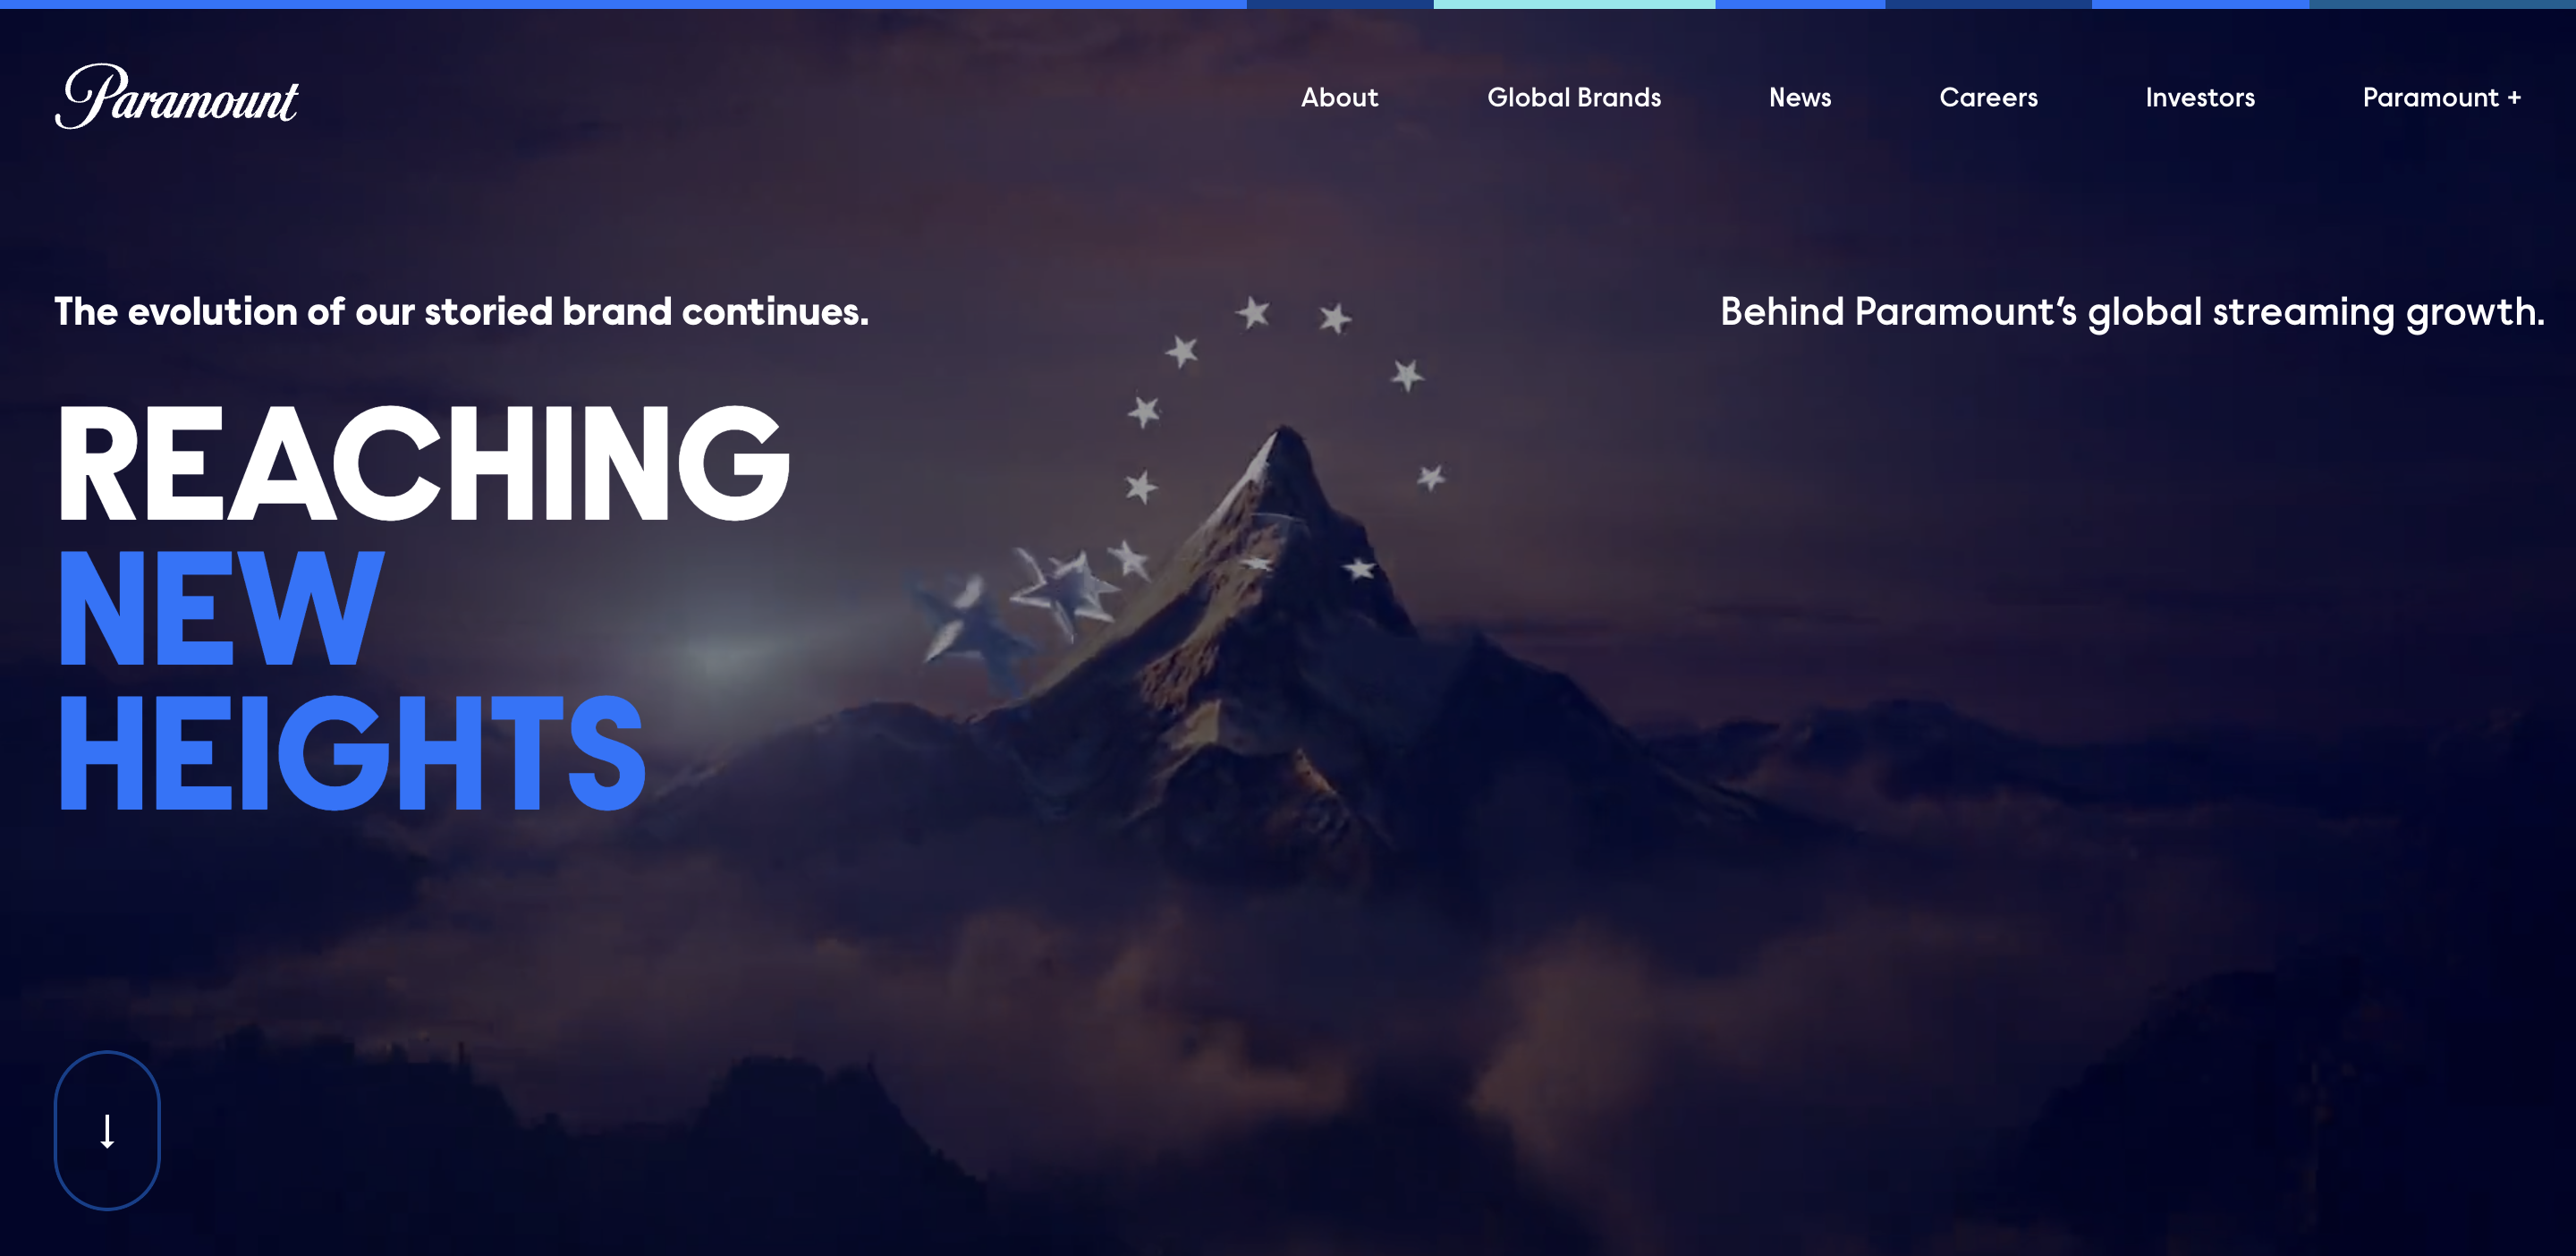 Paramount
About
Global Brands
News
Careers
Investors
Paramount +
The evolution of our storied brand continues.
Behind Paramount’s global streaming growth.
REACHING
NEW
HEIGHTS